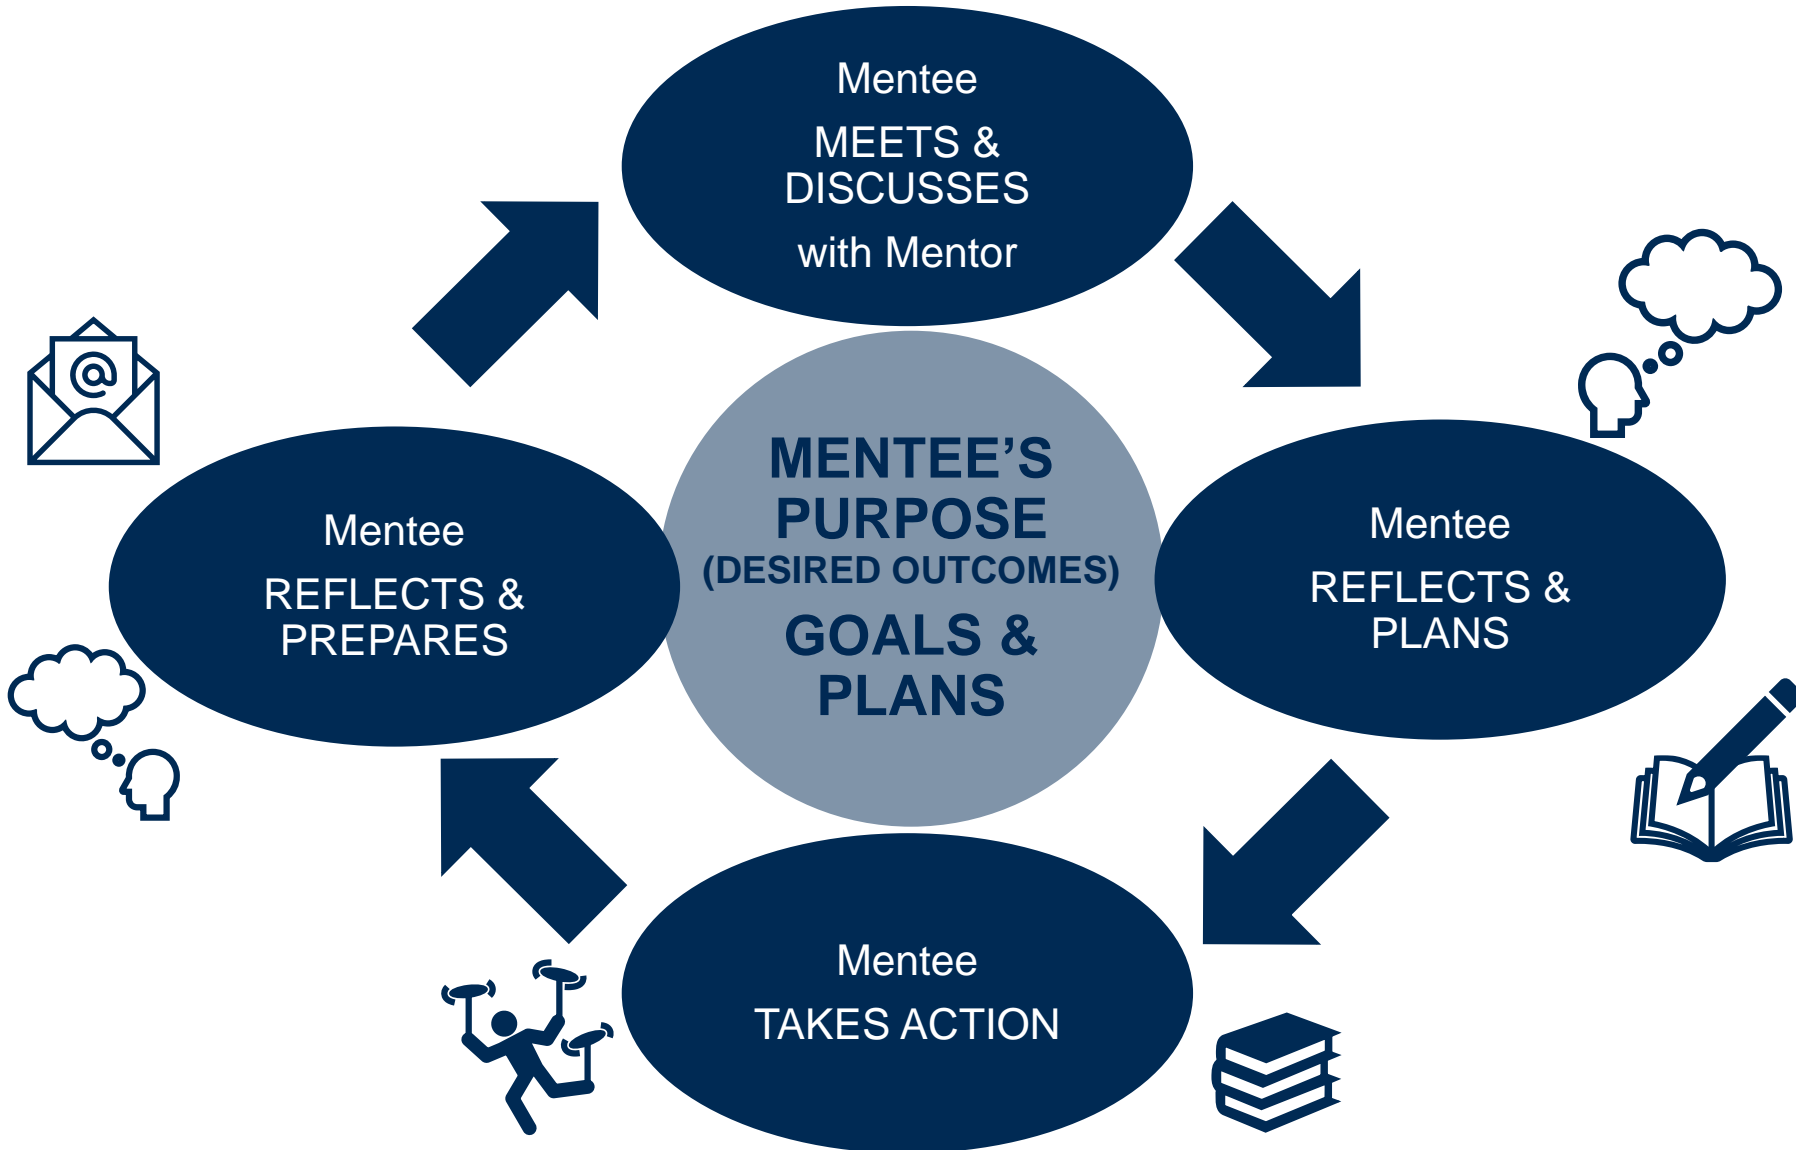 Mentee
MEETS &
DISCUSSES
with Mentor
Mentee
REFLECTS &
PLANS
Mentee
TAKES ACTION
Mentee
REFLECTS &
PREPARES
MENTEE’S
PURPOSE
(DESIRED OUTCOMES)
GOALS &
PLANS
@